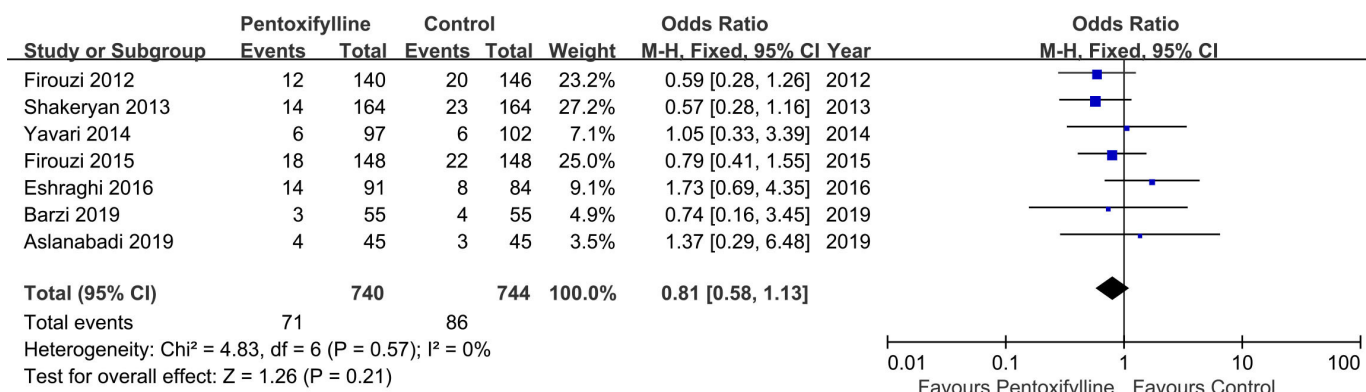 Pentoxifylline Control Odds Ratio Odds Ratio
Study or Subgroup Events Total Events Total Weight M-H, Fixed, 95% CI Year M-H, Fixed, 95% CI
Firouzi 2012 12 140 20 146 23.2% 0.59 [0.28, 1.26] 2012
Shakeryan 2013 14 164 23 164 27.2% 0.57 [0.28, 1.16] 2013
Yavari 2014 6 97 6 102 7.1% 1.05 [0.33, 3.39] 2014
Firouzi 2015 18 148 22 148 25.0% 0.79 [0.41, 1.55] 2015
Eshraghi 2016 14 91 8 84 9.1% 1.73 [0.69, 4.35] 2016
Barzi 2019 3 55 4 55 4.9% 0.74 [0.16, 3.45] 2019
Aslanabadi 2019 4 45 3 45 3.5% 1.37 [0.29, 6.48] 2019
Total (95% CI) 740 744 100.0% 0.81 [0.58, 1.13]
Total events 71 86
Heterogeneity: Chi² = 4.83, df = 6 (P = 0.57); I² = 0%
Test for overall effect: Z = 1.26 (P = 0.21)
0.01 0.1 1 10 100
Favours Pentoxifylline Favours Control